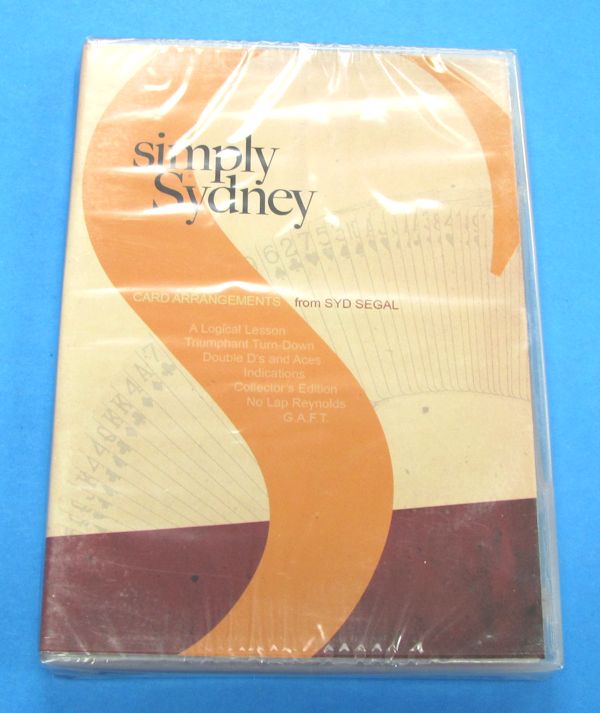 simply
Sydney
CARD ARRANGEMENTS from SYD SEGAL
A Logical Lesson
Triumphant Turn-Down
Double D's and Aces
Indications
Collector's Edition
No Lap Reynolds
G.A.F.T.